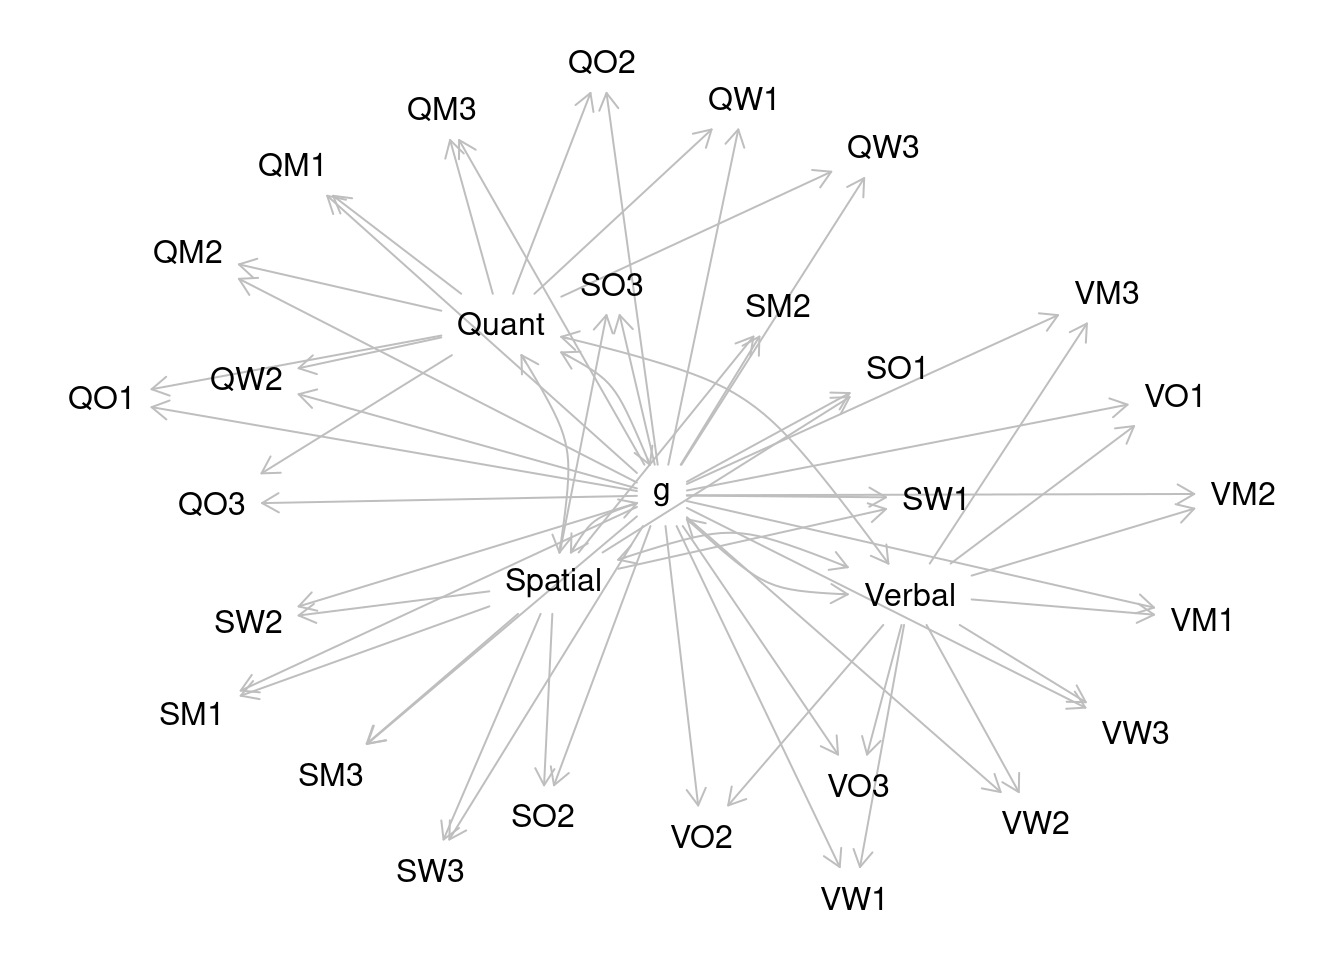 QO2
QW1
QM3
QW3
QM1
QM2
SO3
VM3
SM2
Quant
SO1
QW2
VO1
QO1
g
VM2
SW1
QO3
Spatial
Verbal
VM1
SW2
SM1
VW3
SM3
VO3
SO2
VW2
VO2
SW3
VW1